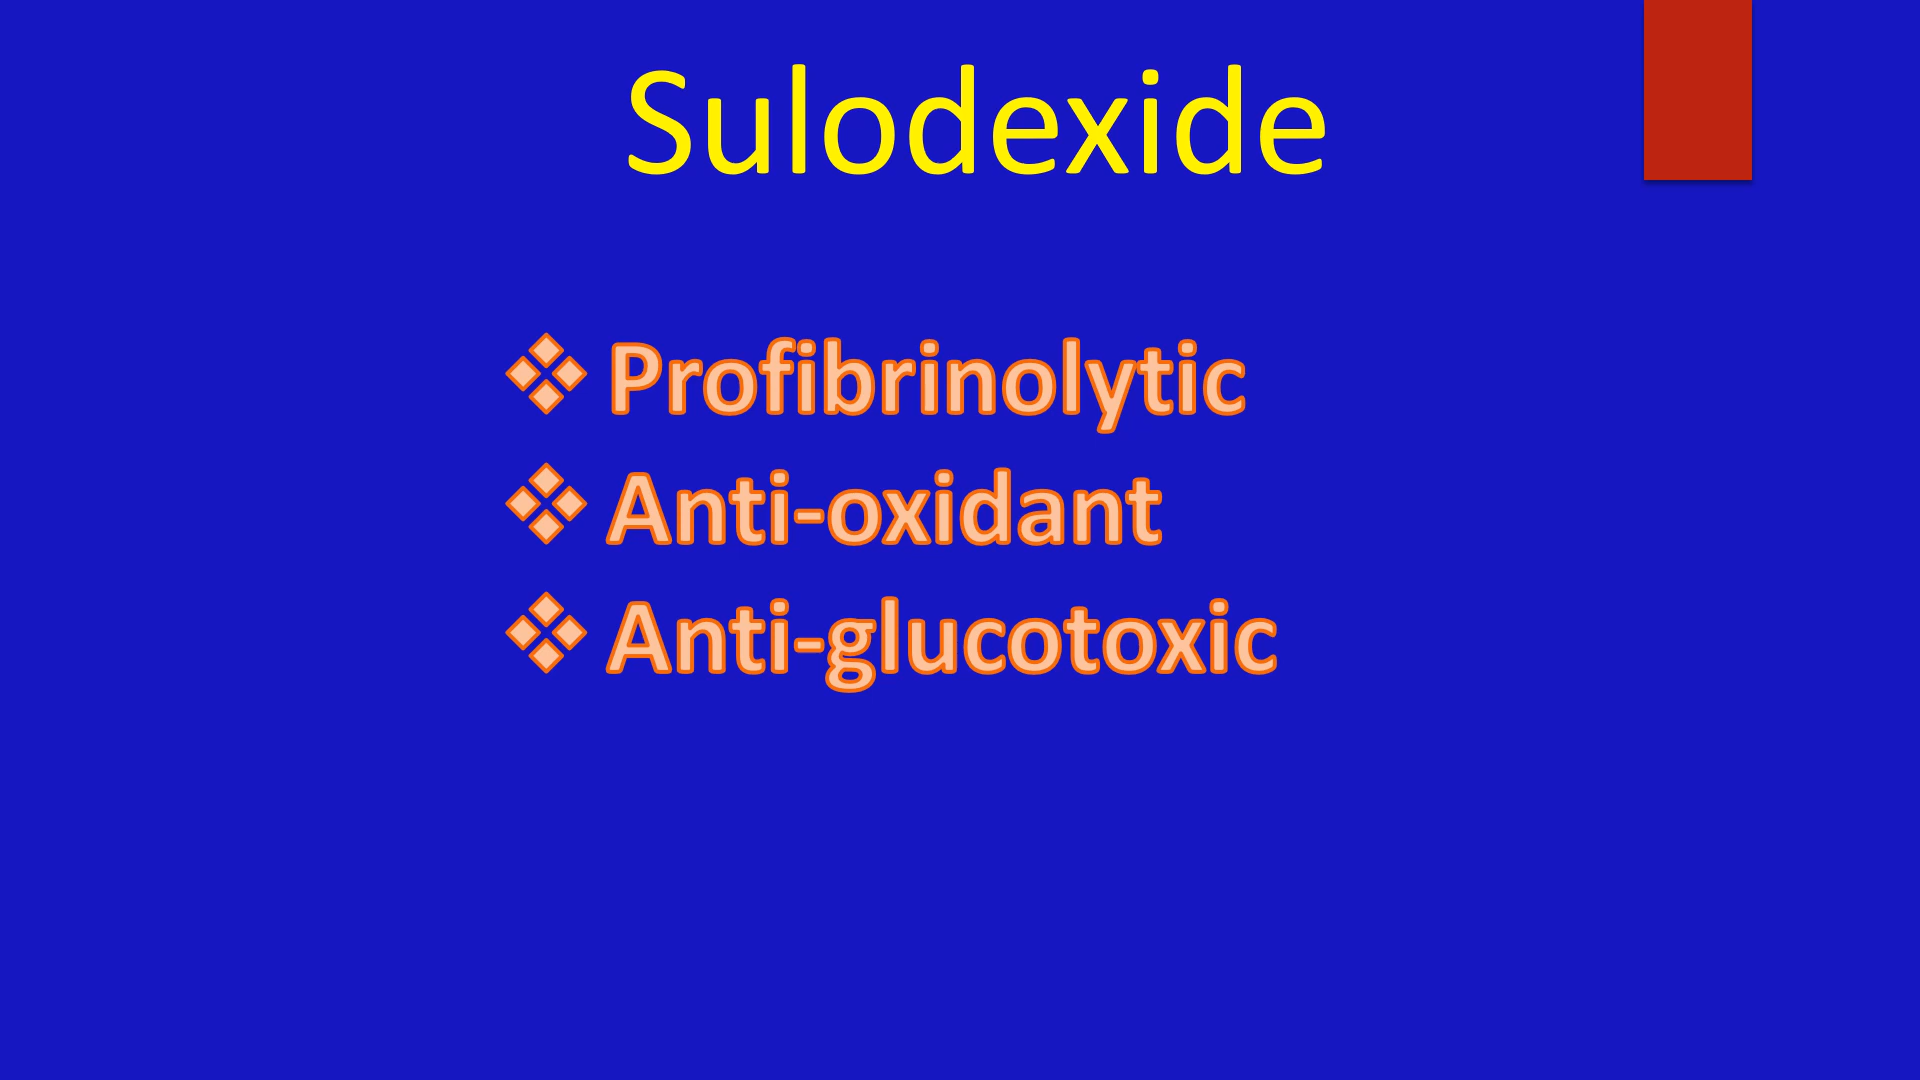 Sulodexide
❖ Profibrinolytic
❖ Anti-oxidant
❖ Anti-glucotoxic